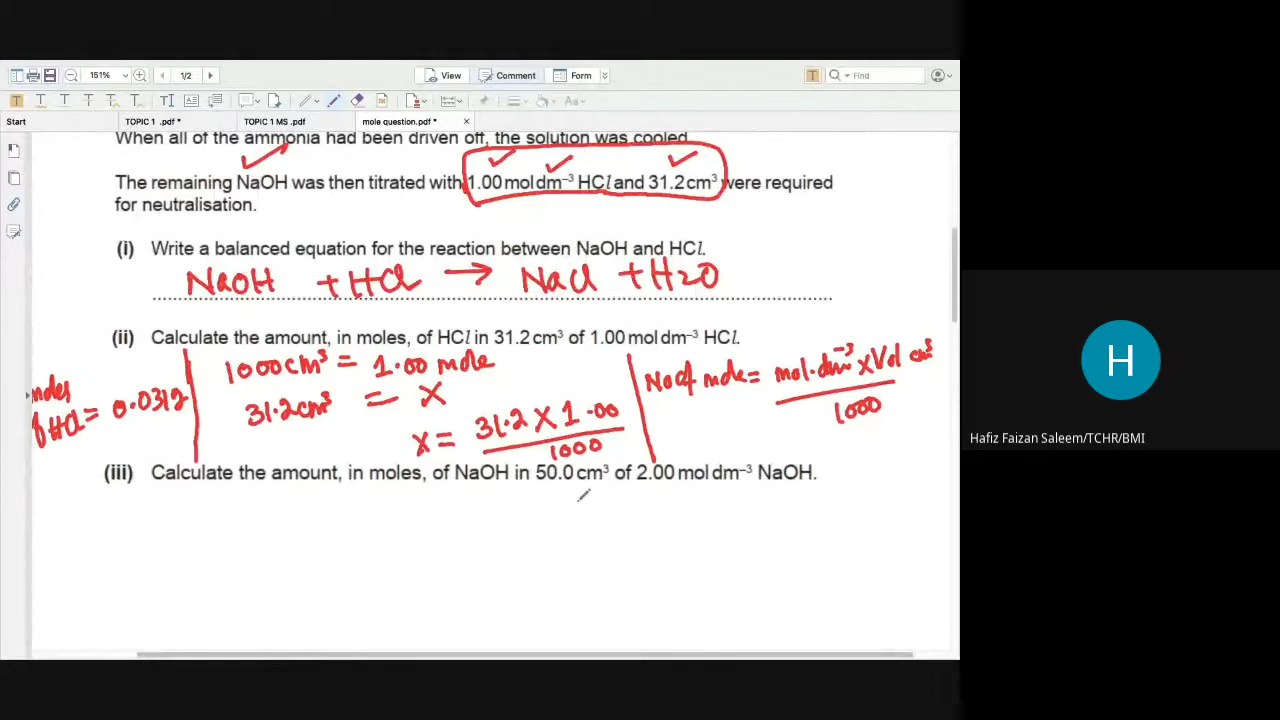 151% 1/2 View Comment Form T Find
Start TOPIC 1 .pdf * TOPIC 1 MS .pdf mole question.pdf * ×
When all of the ammonia had been driven off, the solution was cooled
The remaining NaOH was then titrated with 1.00 mol dm⁻³ HCl and 31.2 cm³ were required
for neutralisation.
(i) Write a balanced equation for the reaction between NaOH and HCl.
NaOH + HCl → NaCl + H2O
(ii) Calculate the amount, in moles, of HCl in 31.2 cm³ of 1.00 mol dm⁻³ HCl.
1000 cm³ = 1.00 mole
31.2 cm³ = x
x = 31.2 X 1.00
1000
moles
HCl = 0.0312
No of mole = mol.dm⁻³ x Vol cm³
1000
(iii) Calculate the amount, in moles, of NaOH in 50.0 cm³ of 2.00 mol dm⁻³ NaOH.
H
Hafiz Faizan Saleem/TCHR/BMI